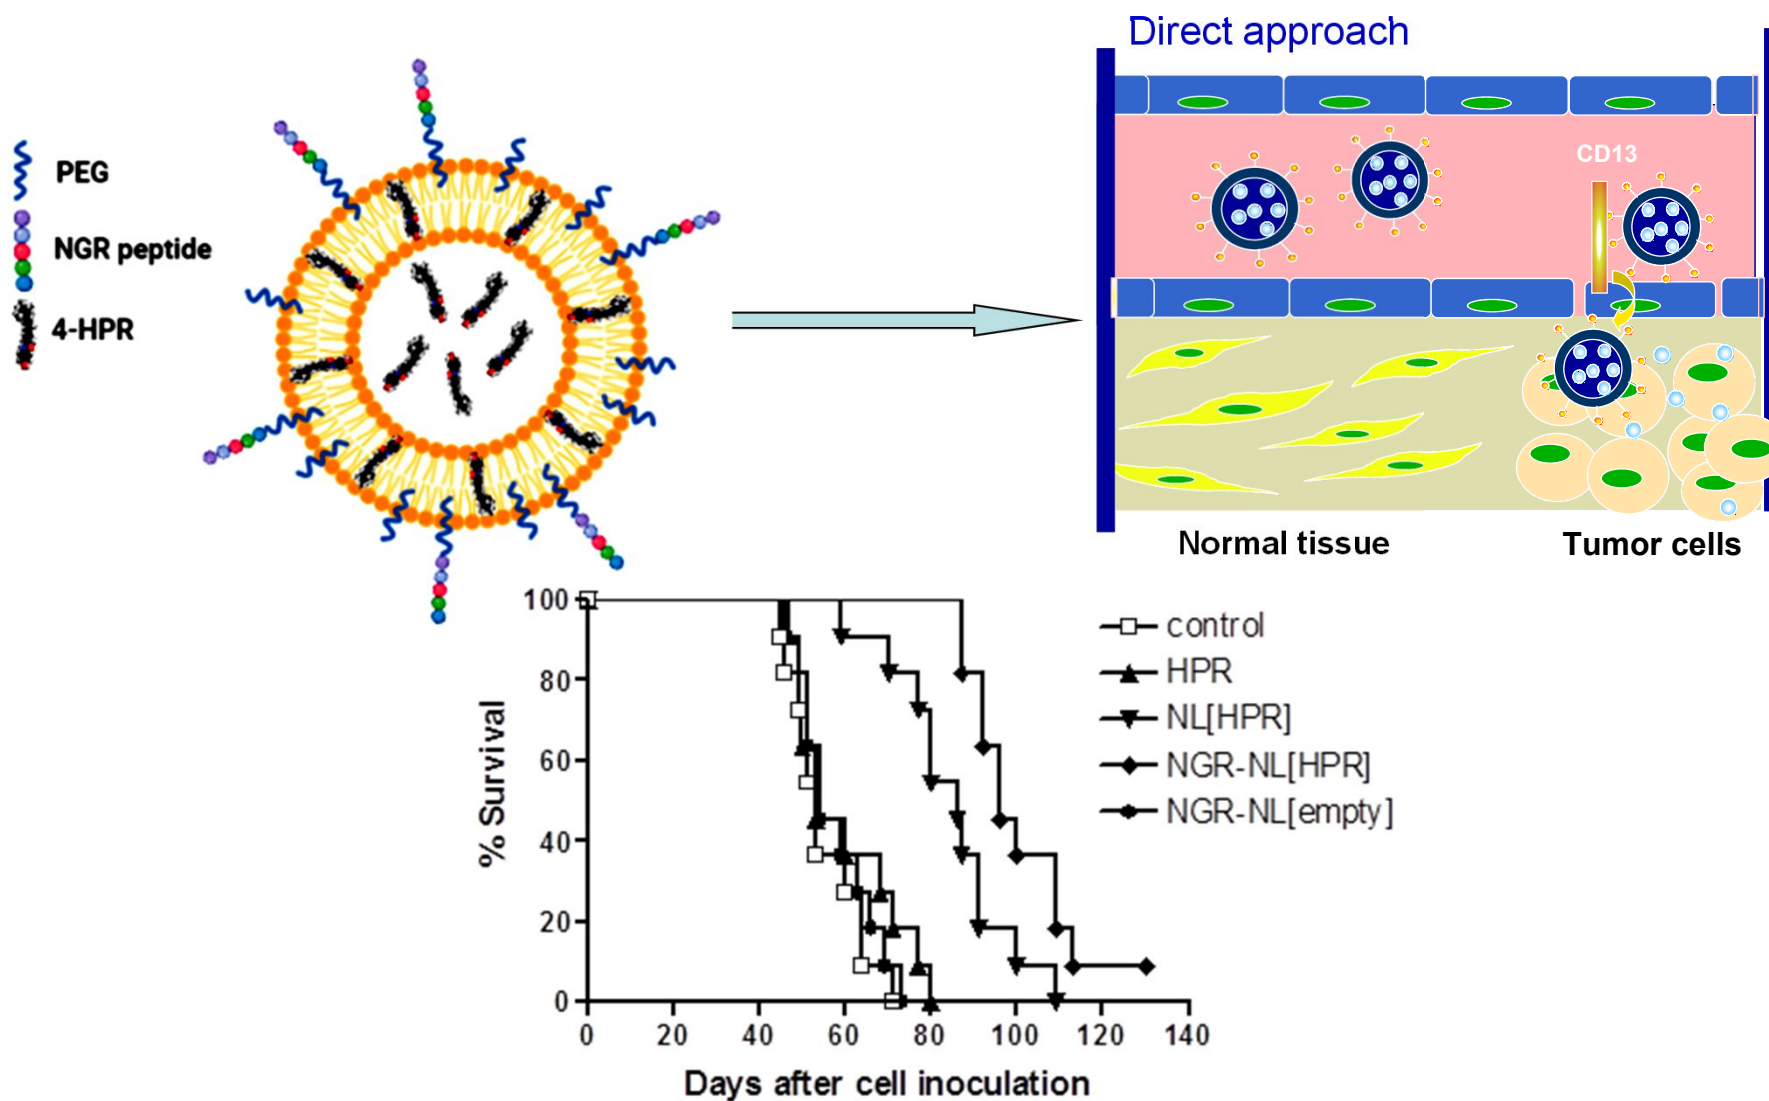 Direct approach
PEG
NGR peptide
4-HPR
CD13
Normal tissue
Tumor cells
% Survival
100
80
60
40
20
0
0 20 40 60 80 100 120 140
Days after cell inoculation
control
HPR
NL[HPR]
NGR-NL[HPR]
NGR-NL[empty]